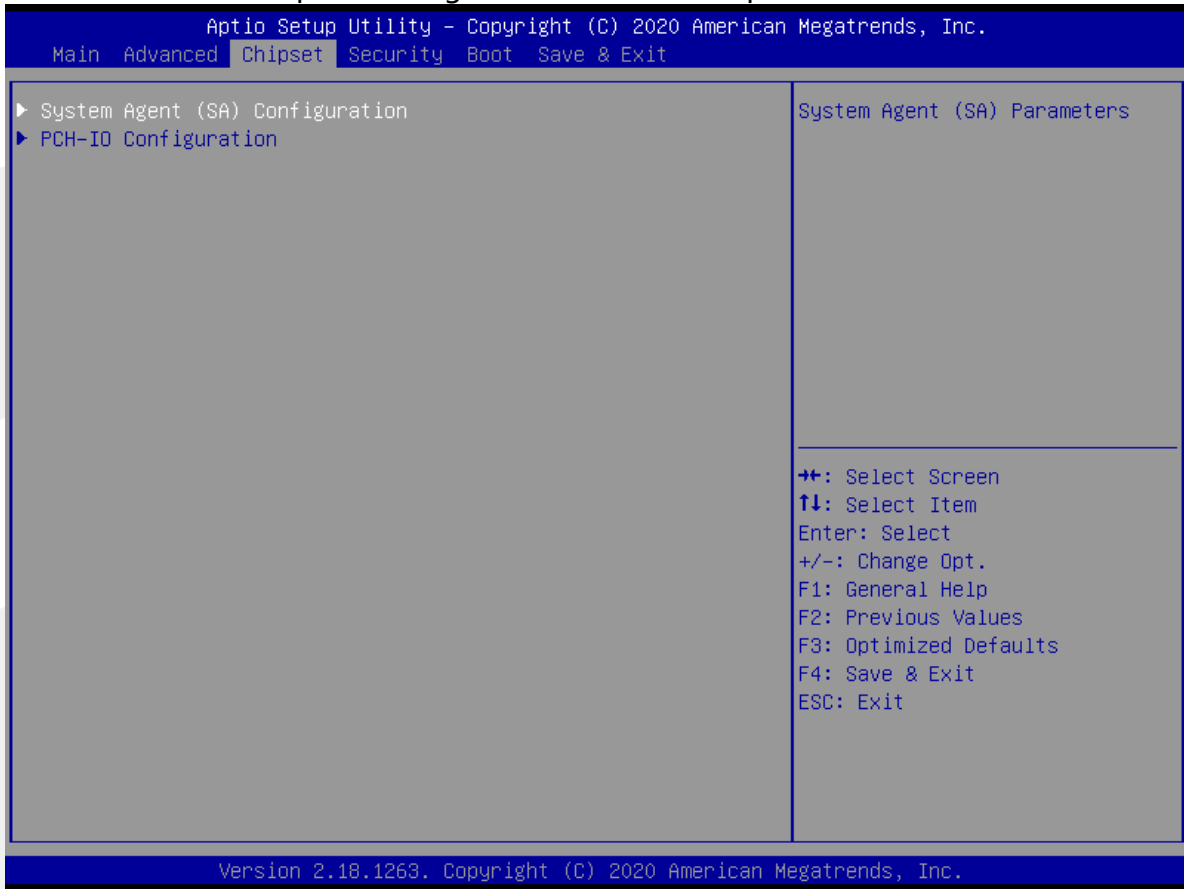 Aptio Setup Utility – Copyright (C) 2020 American Megatrends, Inc.
Main Advanced Chipset Security Boot Save & Exit
▶ System Agent (SA) Configuration
▶ PCH-IO Configuration
System Agent (SA) Parameters
→←: Select Screen
↑↓: Select Item
Enter: Select
+/-: Change Opt.
F1: General Help
F2: Previous Values
F3: Optimized Defaults
F4: Save & Exit
ESC: Exit
Version 2.18.1263. Copyright (C) 2020 American Megatrends, Inc.